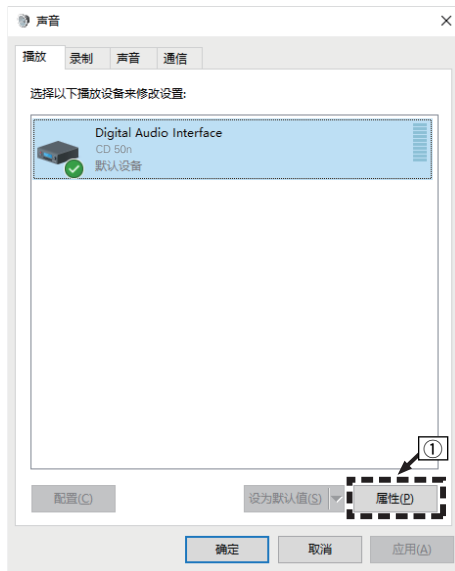 声音
播放 录制 声音 通信
选择以下播放设备来修改设置:
Digital Audio Interface
CD 50n
默认设备
①
配置(C) 设为默认值(S) 属性(P)
确定 取消 应用(A)